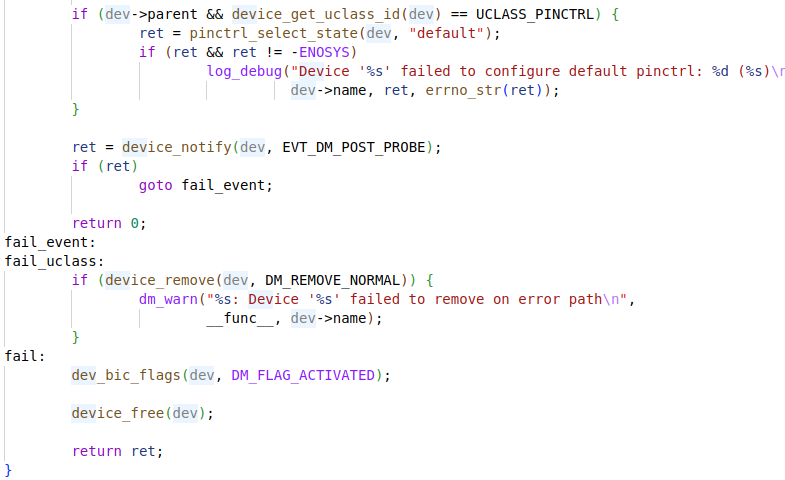 if (dev->parent && device_get_uclass_id(dev) == UCLASS_PINCTRL) {
ret = pinctrl_select_state(dev, "default");
if (ret && ret != -ENOSYS)
log_debug("Device '%s' failed to configure default pinctrl: %d (%s)\n
dev->name, ret, errno_str(ret));
}
ret = device_notify(dev, EVT_DM_POST_PROBE);
if (ret)
goto fail_event;
return 0;
fail_event:
fail_uclass:
if (device_remove(dev, DM_REMOVE_NORMAL)) {
dm_warn("%s: Device '%s' failed to remove on error path\n",
__func__, dev->name);
}
fail:
dev_bic_flags(dev, DM_FLAG_ACTIVATED);
device_free(dev);
return ret;
}